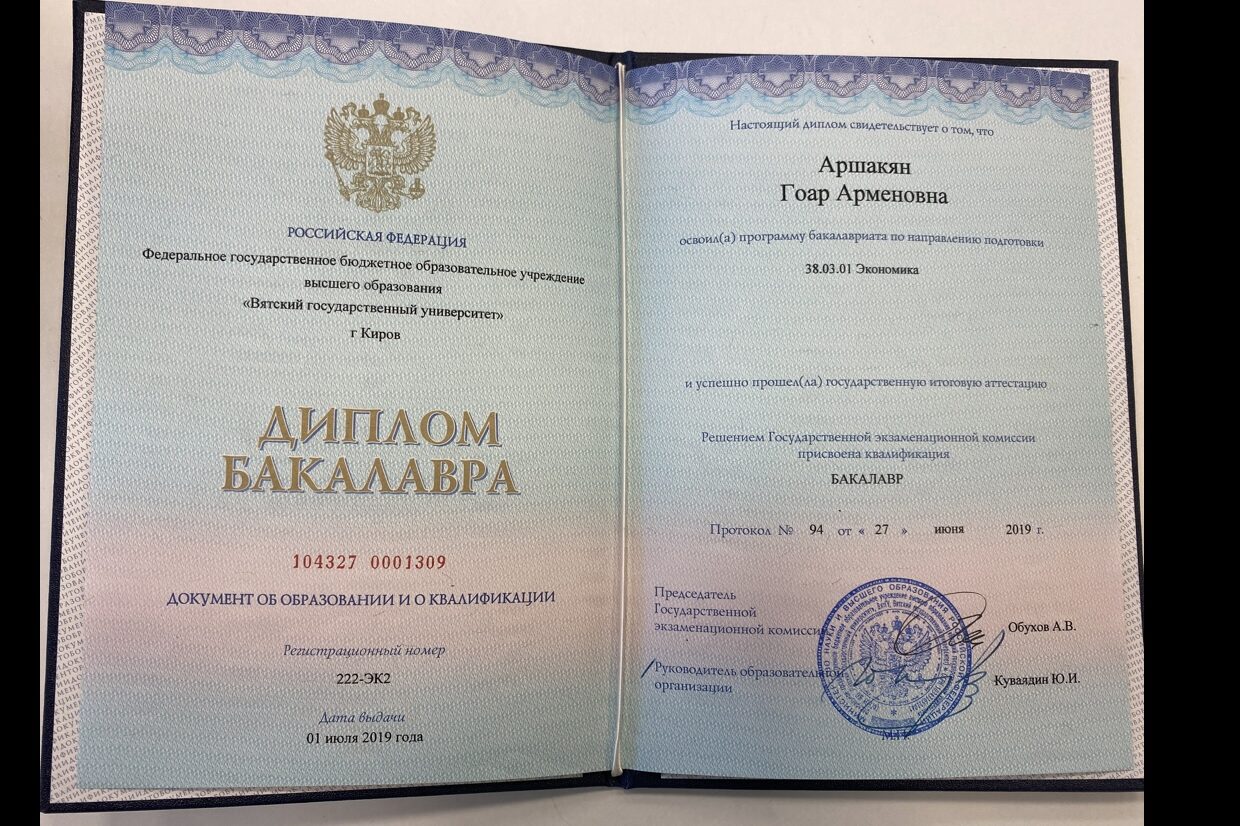 РОССИЙСКАЯ ФЕДЕРАЦИЯ
Федеральное государственное бюджетное образовательное учреждение
высшего образования
«Вятский государственный университет»
г Киров
ДИПЛОМ
БАКАЛАВРА
104327 0001309
ДОКУМЕНТ ОБ ОБРАЗОВАНИИ И О КВАЛИФИКАЦИИ
Регистрационный номер
222-ЭК2
Дата выдачи
01 июля 2019 года
Настоящий диплом свидетельствует о том, что
Аршакян
Гоар Арменовна
освоил(а) программу бакалавриата по направлению подготовки
38.03.01 Экономика
и успешно прошел(ла) государственную итоговую аттестацию
Решением Государственной экзаменационной комиссии
присвоена квалификация
БАКАЛАВР
Протокол № 94 от « 27 » июня 2019 г.
Председатель
Государственной
экзаменационной комиссии
Обухов А.В.
Руководитель образовательной
организации
Куваядин Ю.И.
М.П.